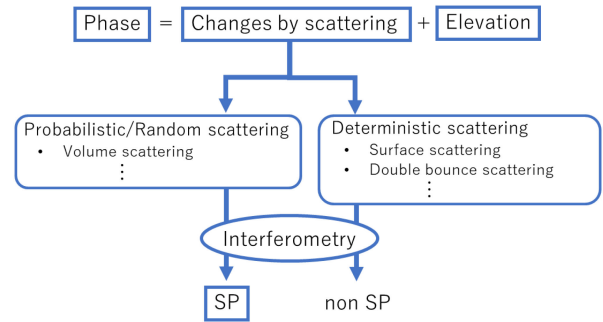 Phase = Changes by scattering + Elevation
Probabilistic/Random scattering
• Volume scattering
⋮
Deterministic scattering
• Surface scattering
• Double bounce scattering
⋮
Interferometry
SP
non SP